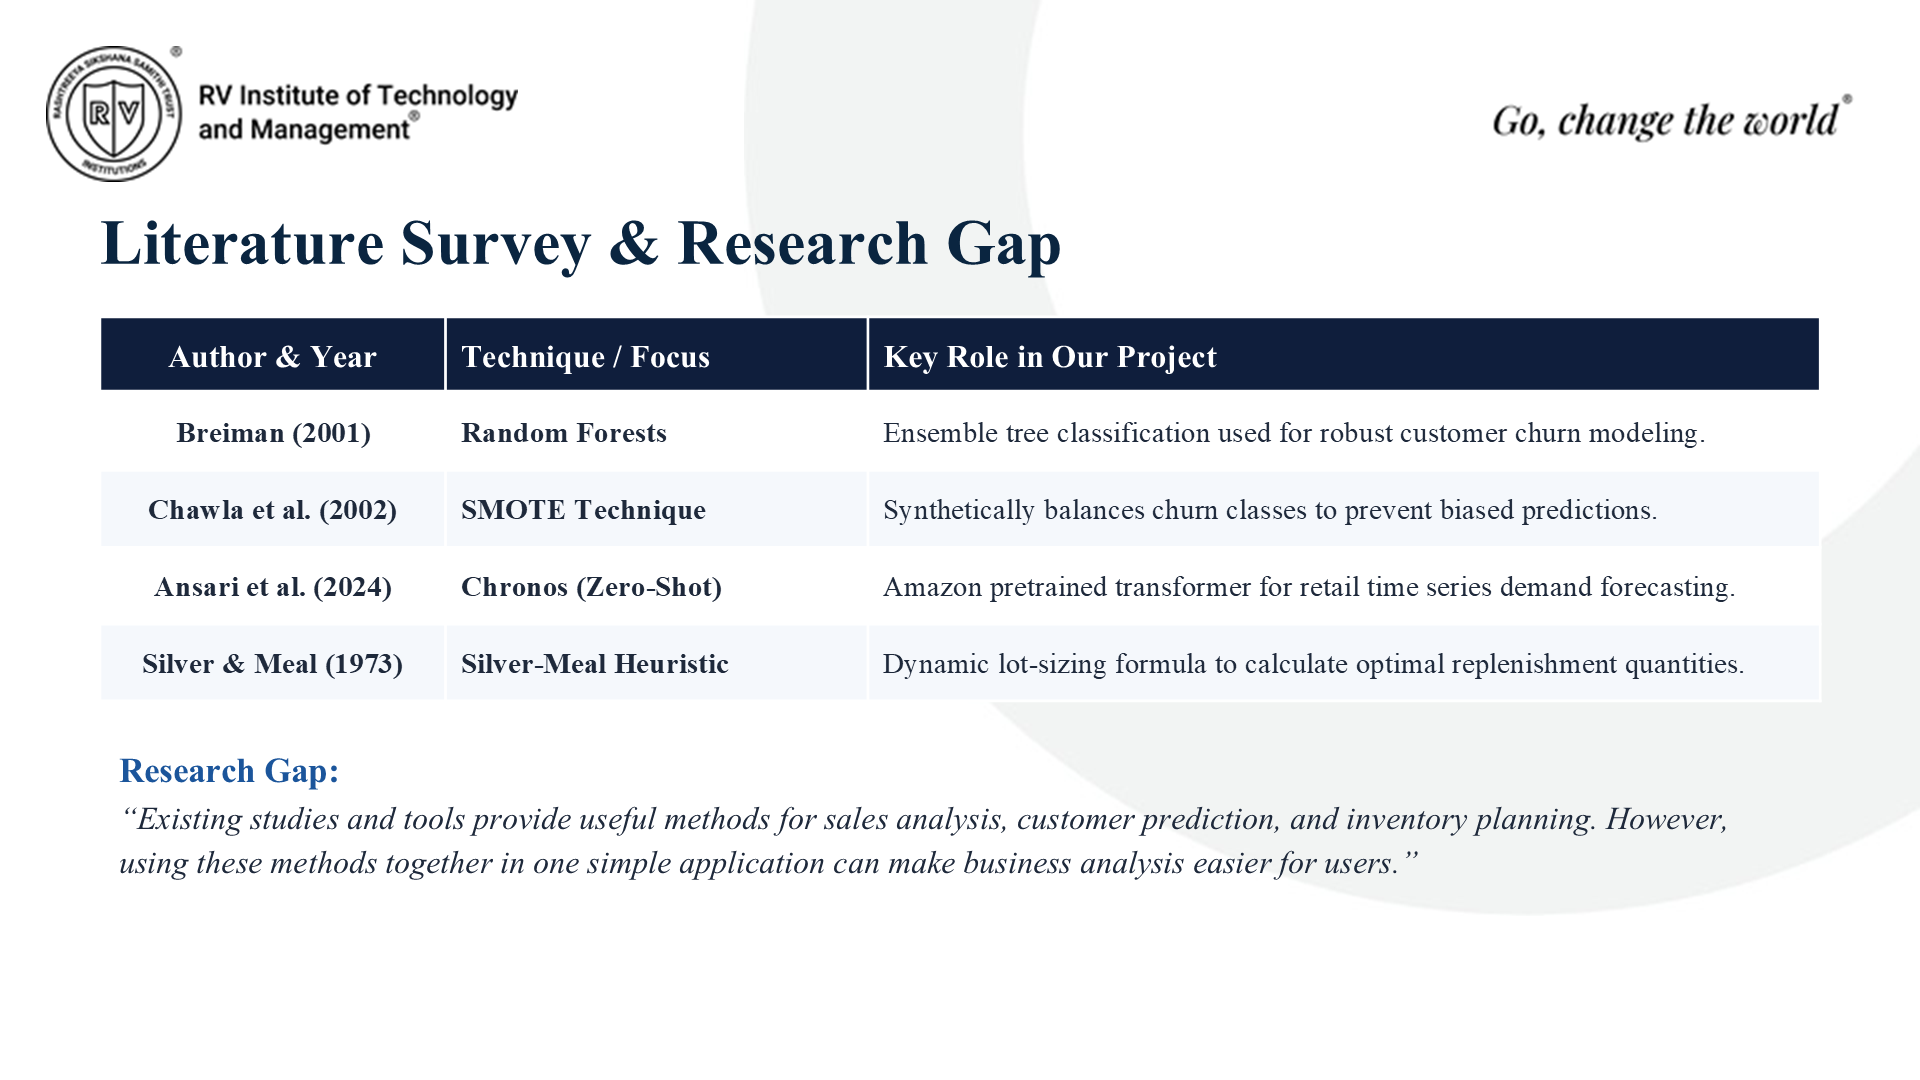 RASHTREEYA SIKSHANA SAMITHI TRUST
RV
INSTITUTIONS
®
RV Institute of Technology
and Management®
Go, change the world®
Literature Survey & Research Gap
Author & Year Technique / Focus Key Role in Our Project
Breiman (2001) Random Forests Ensemble tree classification used for robust customer churn modeling.
Chawla et al. (2002) SMOTE Technique Synthetically balances churn classes to prevent biased predictions.
Ansari et al. (2024) Chronos (Zero-Shot) Amazon pretrained transformer for retail time series demand forecasting.
Silver & Meal (1973) Silver-Meal Heuristic Dynamic lot-sizing formula to calculate optimal replenishment quantities.
Research Gap:
“Existing studies and tools provide useful methods for sales analysis, customer prediction, and inventory planning. However,
using these methods together in one simple application can make business analysis easier for users.”